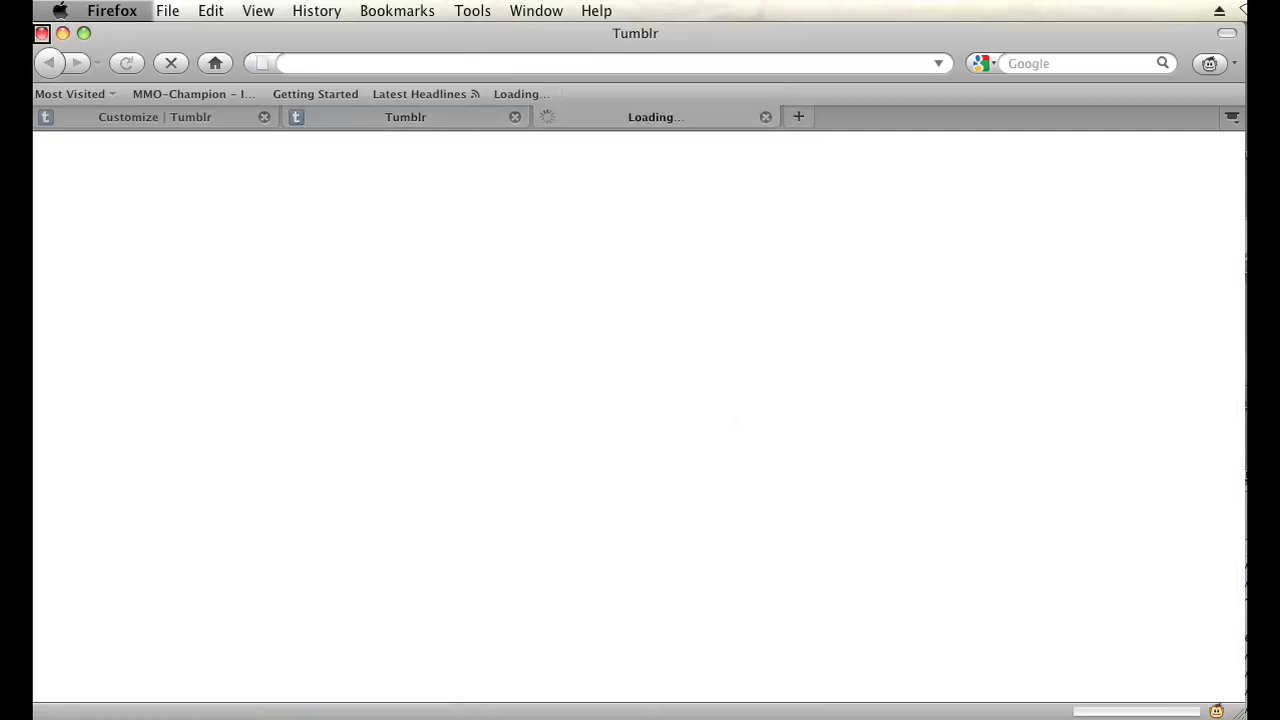 Firefox File Edit View History Bookmarks Tools Window Help
Tumblr
Google
Most Visited MMO-Champion - I... Getting Started Latest Headlines Loading...
t Customize | Tumblr t Tumblr Loading... +